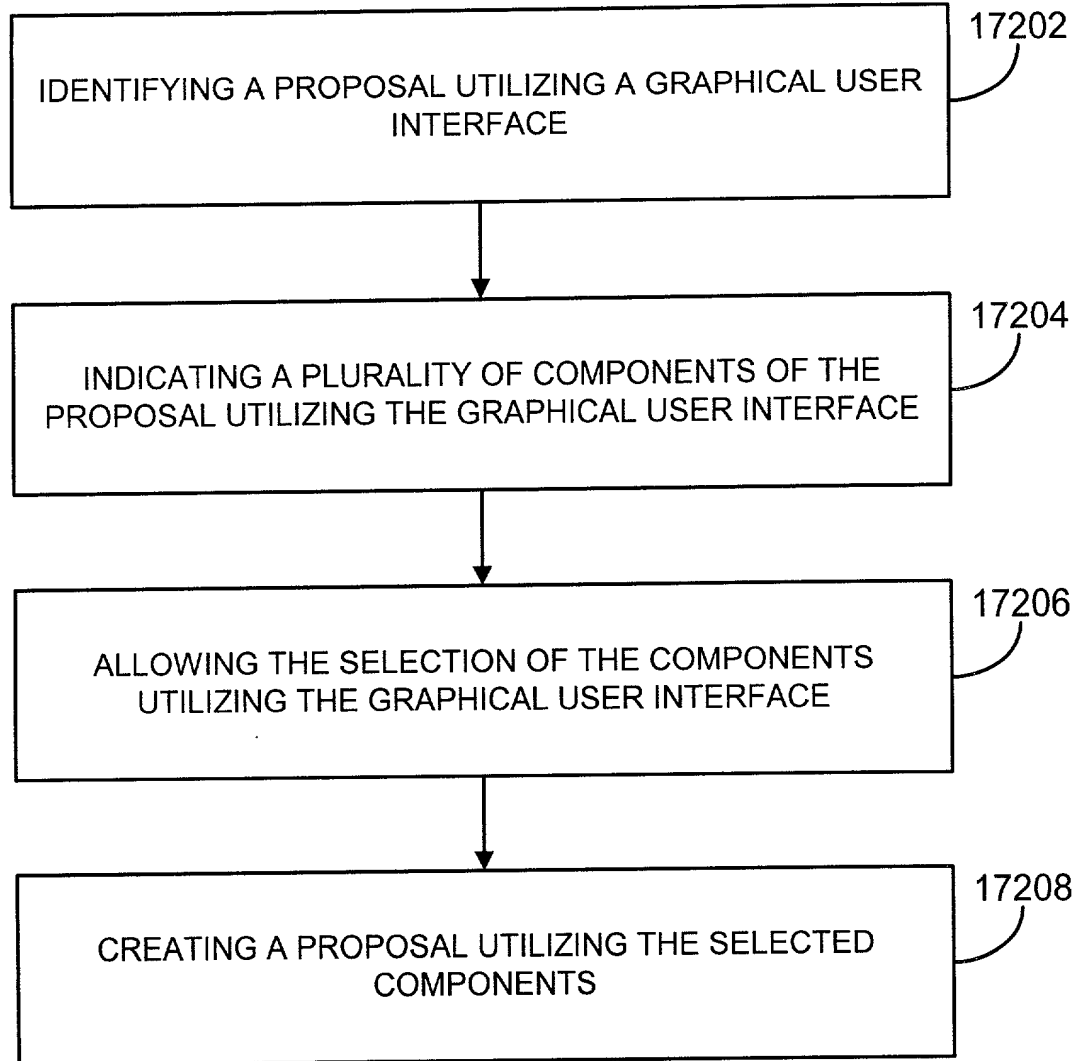 17202
IDENTIFYING A PROPOSAL UTILIZING A GRAPHICAL USER
INTERFACE
17204
INDICATING A PLURALITY OF COMPONENTS OF THE
PROPOSAL UTILIZING THE GRAPHICAL USER INTERFACE
17206
ALLOWING THE SELECTION OF THE COMPONENTS
UTILIZING THE GRAPHICAL USER INTERFACE
17208
CREATING A PROPOSAL UTILIZING THE SELECTED
COMPONENTS